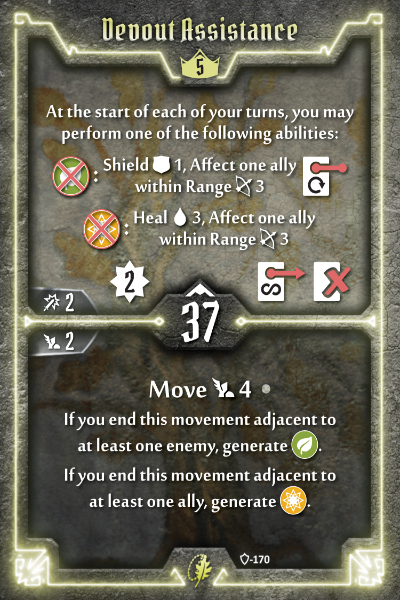 Devout Assistance
5
At the start of each of your turns, you may
perform one of the following abilities:
: Shield 1, Affect one ally
within Range 3
: Heal 3, Affect one ally
within Range 3
2
2
37
2
Move 4
If you end this movement adjacent to
at least one enemy, generate .
If you end this movement adjacent to
at least one ally, generate .
-170